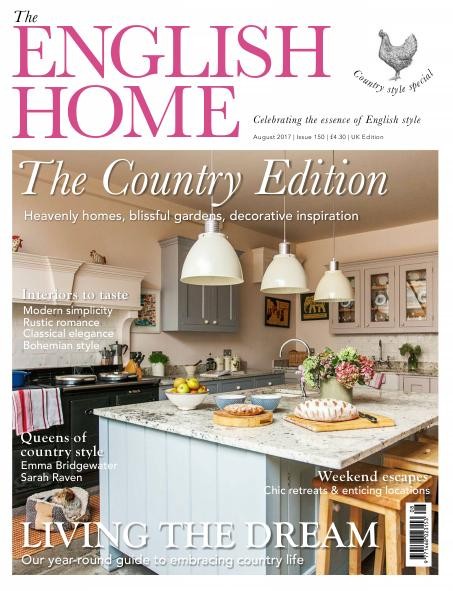 The
ENGLISH
HOME
Country style special
Celebrating the essence of English style
August 2017 | Issue 150 | £4.30 | UK Edition
The Country Edition
Heavenly homes, blissful gardens, decorative inspiration
Interiors to taste
Modern simplicity
Rustic romance
Classical elegance
Bohemian style
Queens of
country style
Emma Bridgewater
Sarah Raven
Weekend escapes
Chic retreats & enticing locations
LIVING THE DREAM
Our year-round guide to embracing country life